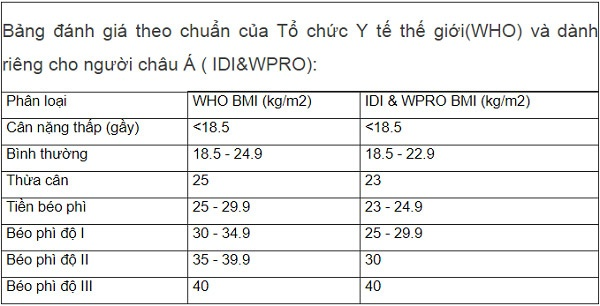 Bảng đánh giá theo chuẩn của Tổ chức Y tế thế giới(WHO) và dành
riêng cho người châu Á ( IDI&WPRO):
Phân loại WHO BMI (kg/m2) IDI & WPRO BMI (kg/m2)
Cân nặng thấp (gầy) <18.5 <18.5
Bình thường 18.5 - 24.9 18.5 - 22.9
Thừa cân 25 23
Tiền béo phì 25 - 29.9 23 - 24.9
Béo phì độ I 30 - 34.9 25 - 29.9
Béo phì độ II 35 - 39.9 30
Béo phì độ III 40 40